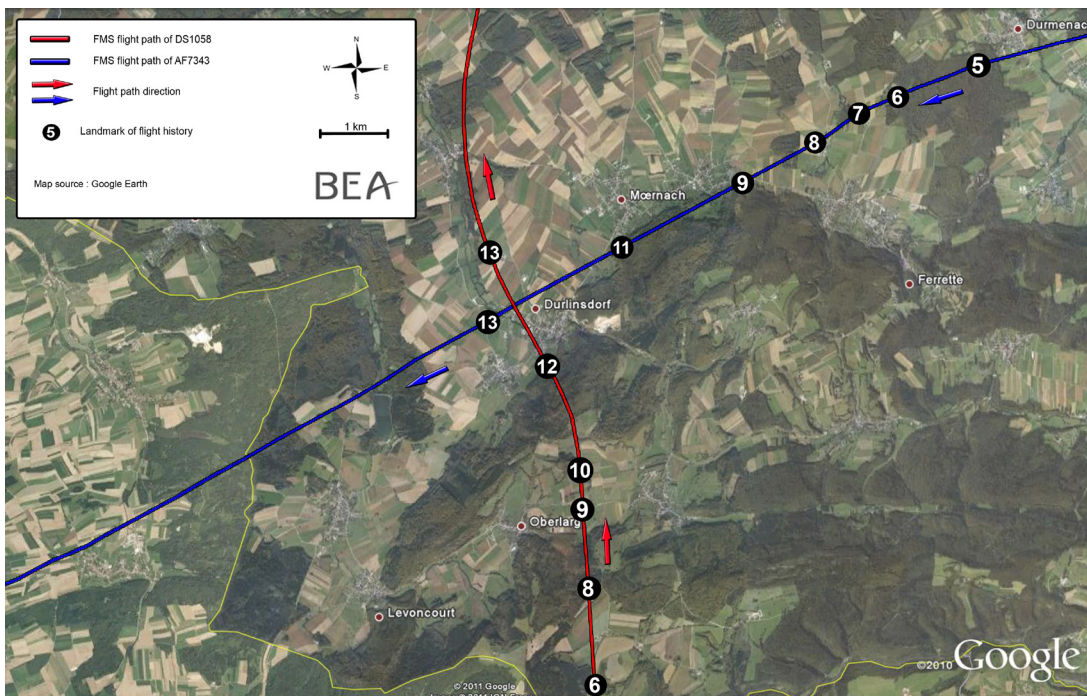 FMS flight path of DS1058
FMS flight path of AF7343
Flight path direction
5 Landmark of flight history
Map source : Google Earth
N
W E
S
1 km
BEA
Durmenac
5
6
7
8
9
Mœrnach
11
13
Ferrette
Durlinsdorf
13
12
10
9
Oberlarg
8
Levoncourt
6
©2010 Google
© 2011 Google